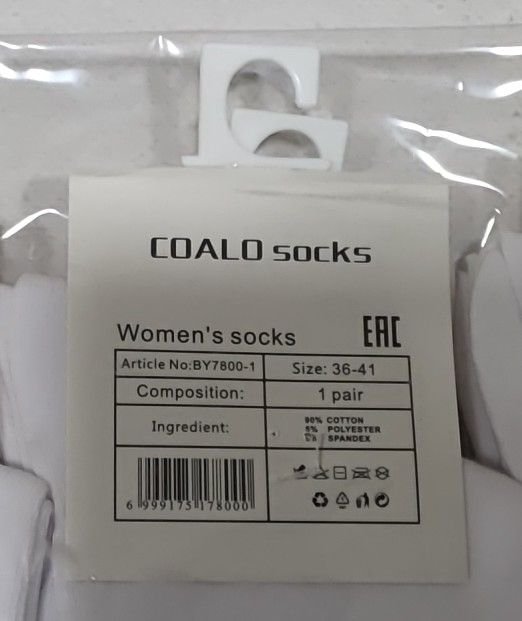 COALO socks
Women's socks
EAC
Article No:BY7800-1
Size: 36-41
Composition:
1 pair
Ingredient:
90% COTTON
5% POLYESTER
SPANDEX
6 999175 178000